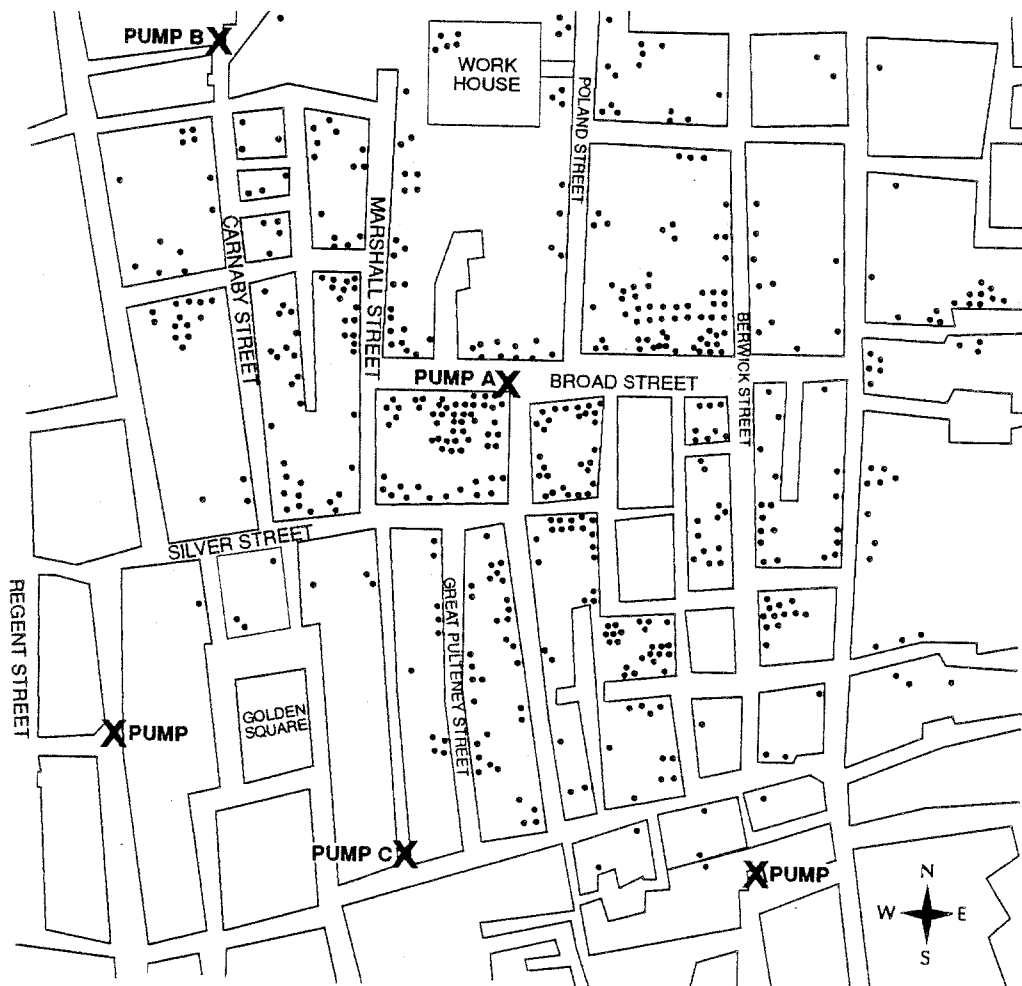 PUMP B
WORK
HOUSE
POLAND STREET
MARSHALL STREET
CARNABY STREET
BERWICK STREET
PUMP A
BROAD STREET
SILVER STREET
REGENT STREET
GREAT PULTENEY STREET
GOLDEN
SQUARE
PUMP
PUMP C
PUMP
N
W E
S